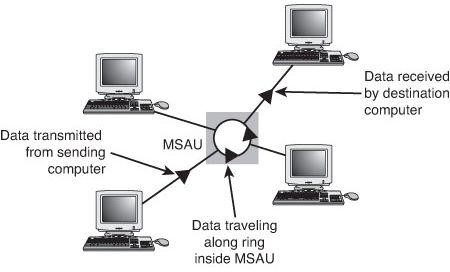 Data received
by destination
computer
Data transmitted
from sending
computer
MSAU
Data traveling
along ring
inside MSAU